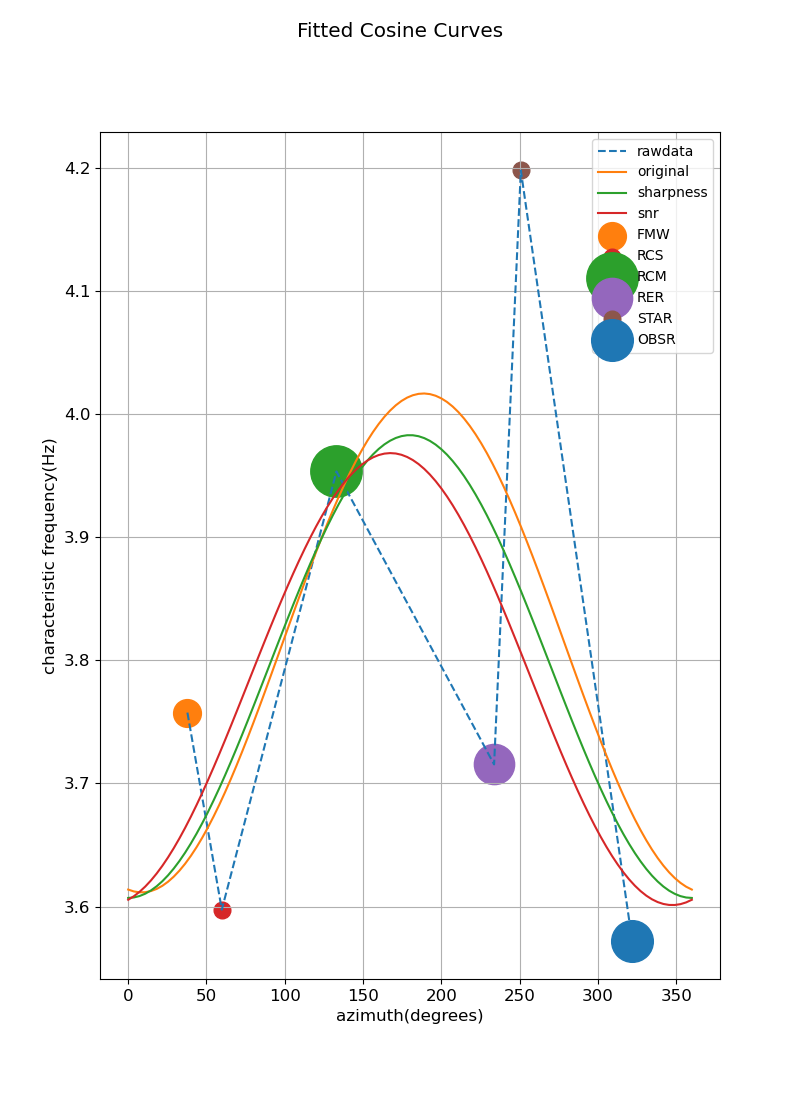 Fitted Cosine Curves
characteristic frequency(Hz)
4.2
4.1
4.0
3.9
3.8
3.7
3.6
rawdata
original
sharpness
snr
FMW
RCS
RCM
RER
STAR
OBSR
0 50 100 150 200 250 300 350
azimuth(degrees)